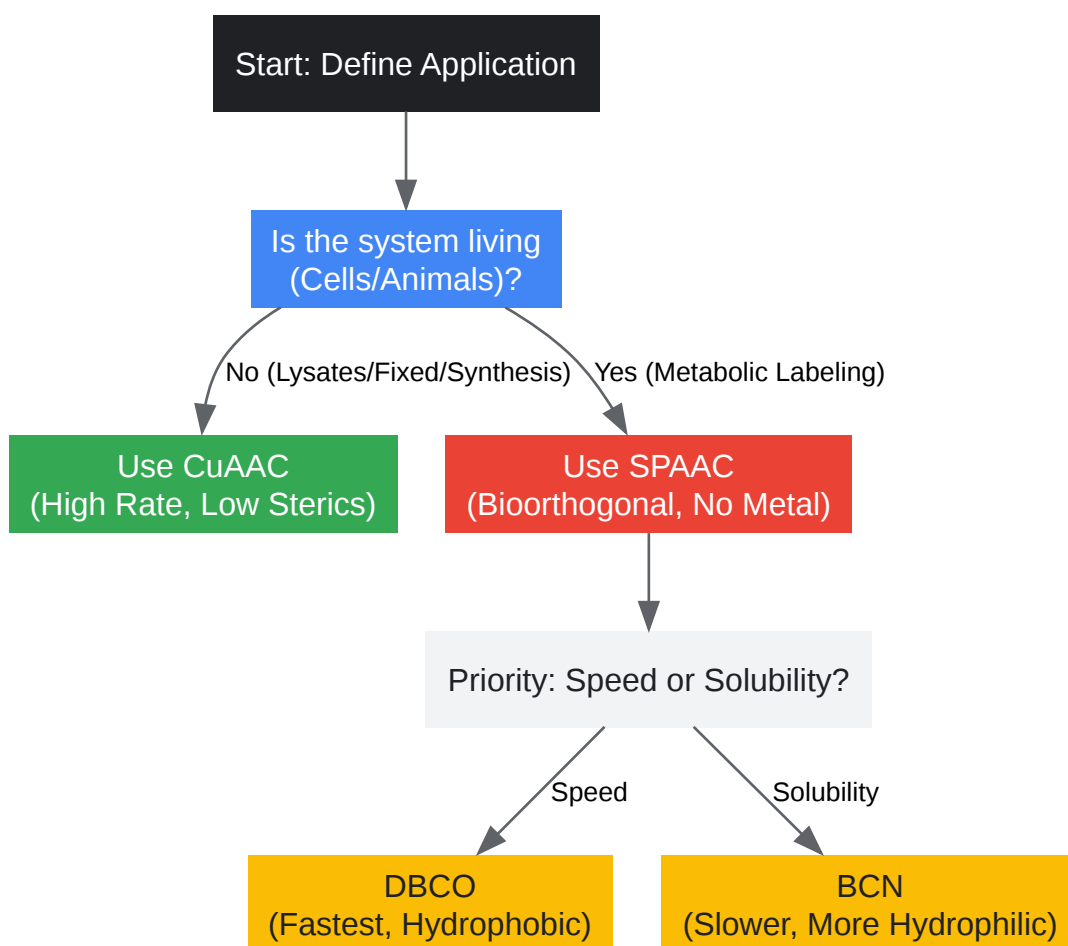 Start: Define Application
Is the system living
(Cells/Animals)?
No (Lysates/Fixed/Synthesis)
Yes (Metabolic Labeling)
Use CuAAC
(High Rate, Low Sterics)
Use SPAAC
(Bioorthogonal, No Metal)
Priority: Speed or Solubility?
Speed
Solubility
DBCO
(Fastest, Hydrophobic)
BCN
(Slower, More Hydrophilic)